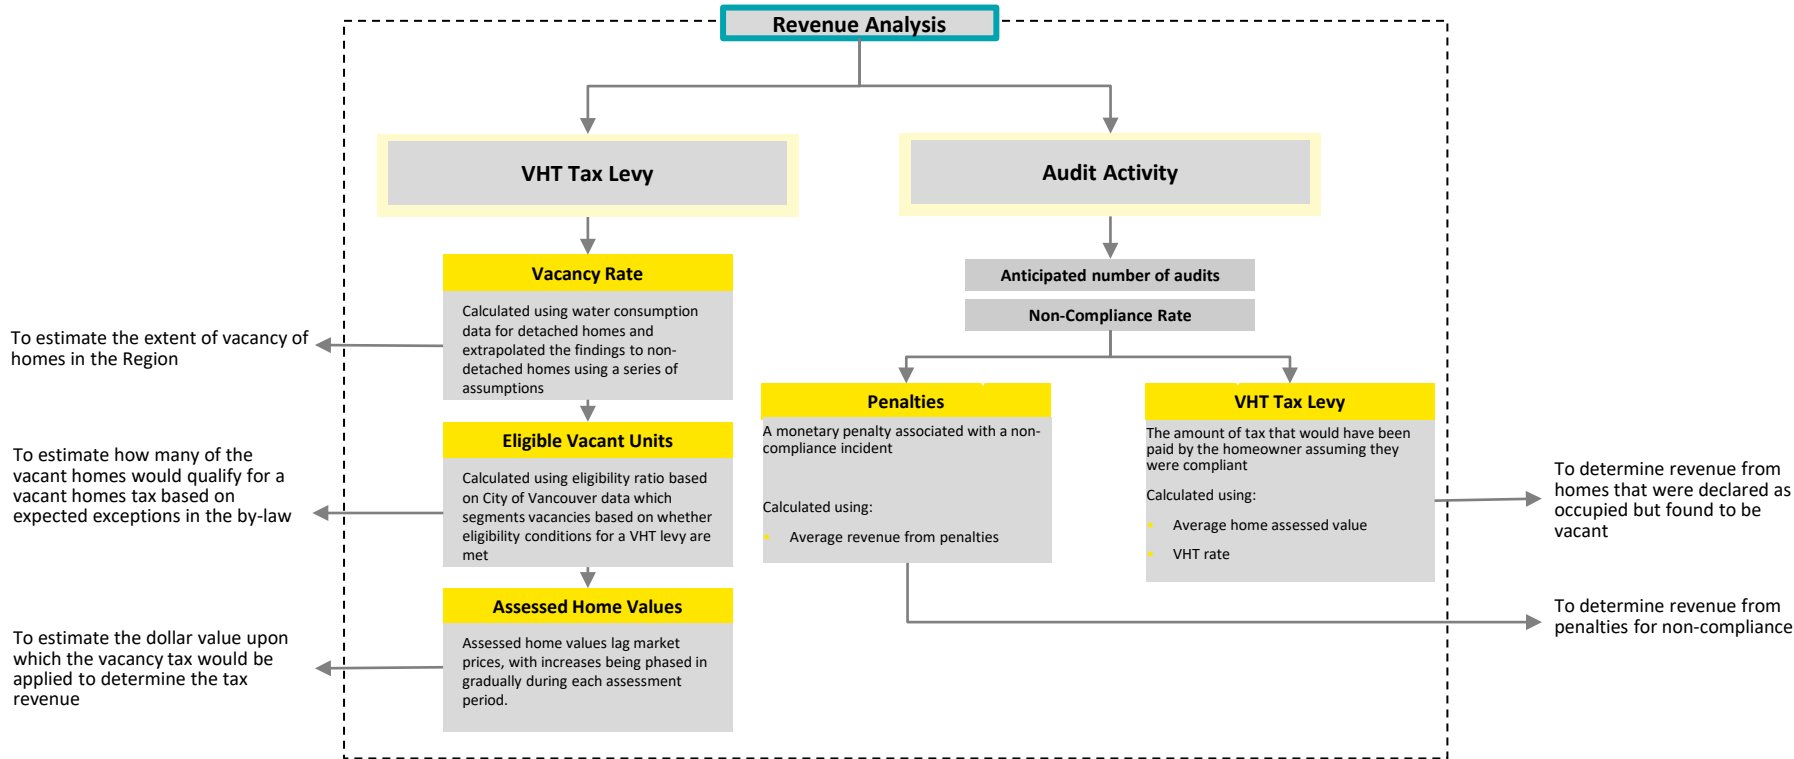 Revenue Analysis
VHT Tax Levy
Audit Activity
Vacancy Rate
Calculated using water consumption
data for detached homes and
extrapolated the findings to non-
detached homes using a series of
assumptions
To estimate the extent of vacancy of
homes in the Region
Eligible Vacant Units
Calculated using eligibility ratio based
on City of Vancouver data which
segments vacancies based on whether
eligibility conditions for a VHT levy are
met
To estimate how many of the
vacant homes would qualify for a
vacant homes tax based on
expected exceptions in the by-law
Assessed Home Values
Assessed home values lag market
prices, with increases being phased in
gradually during each assessment
period.
To estimate the dollar value upon
which the vacancy tax would be
applied to determine the tax
revenue
Anticipated number of audits
Non-Compliance Rate
Penalties
A monetary penalty associated with a non-
compliance incident
Calculated using:
• Average revenue from penalties
VHT Tax Levy
The amount of tax that would have been
paid by the homeowner assuming they
were compliant
Calculated using:
• Average home assessed value
• VHT rate
To determine revenue from
homes that were declared as
occupied but found to be
vacant
To determine revenue from
penalties for non-compliance